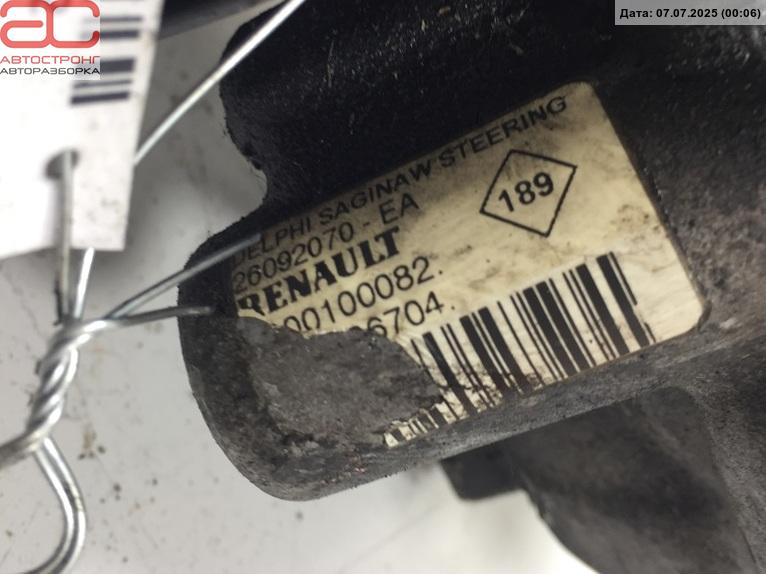 АС
АВТОСТРОНГ
АВТОРАЗБОРКА
Дата: 07.07.2025 (00:06)
DELPHI SAGINAW STEERING
26092070 - EA
189
RENAULT
00100082.
6704.